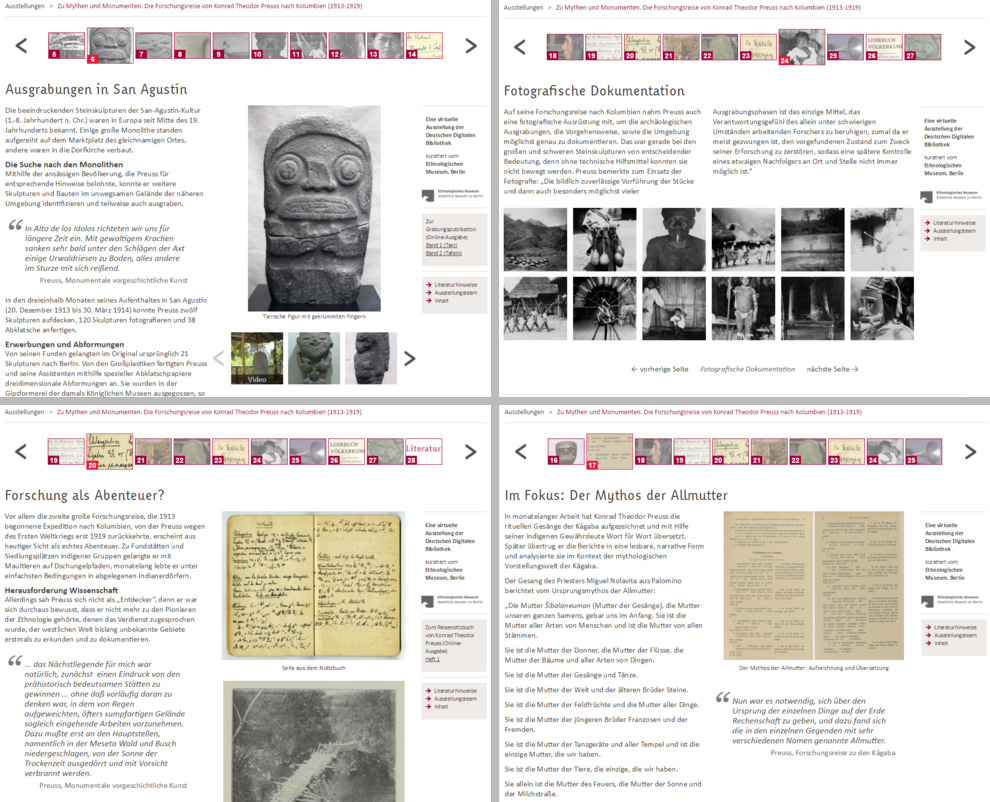 Ausstellungen > Zu Mythen und Monumenten. Die Forschungsreise von Konrad Theodor Preuss nach Kolumbien (1913-1919)
5 6 7 8 9 10 11 12 13 14
Ausgrabungen in San Agustín
Die beeindruckenden Steinskulpturen der San-Agustín-Kultur
(1.-8. Jahrhundert n. Chr.) waren in Europa seit Mitte des 19.
Jahrhunderts bekannt. Einige große Monolithe standen
aufgereiht auf dem Marktplatz des gleichnamigen Ortes,
andere waren in die Dorfkirche verbaut.
Die Suche nach den Monolithen
Mithilfe der ansässigen Bevölkerung, die Preuss für
entsprechende Hinweise belohnte, konnte er weitere
Skulpturen und Bauten im unwegsamen Gelände der näheren
Umgebung identifizieren und teilweise auch ausgraben.
In Alto de los Idolos richteten wir uns für
längere Zeit ein. Mit gewaltigem Krachen
sanken sehr bald unter den Schlägen der Axt
einige Urwaldriesen zu Boden, alles andere
im Sturze mit sich reißend.
Preuss, Monumentale vorgeschichtliche Kunst
In den dreieinhalb Monaten seines Aufenthaltes in San Agustín
(20. Dezember 1913 bis 30. März 1914) konnte Preuss zwölf
Skulpturen aufdecken, 120 Skulpturen fotografieren und 38
Abklatsche anfertigen.
Erwerbungen und Abformungen
Von seinen Funden gelangten im Original ursprünglich 21
Skulpturen nach Berlin. Von den Großplastiken fertigten Preuss
und seine Assistenten mithilfe spezieller Abklatschpapiere
dreidimensionale Abformungen an. Sie wurden in der
Gipsformerei der damals Königlichen Museen ausgegossen, so
Tierische Figur mit gekrümmten Fingern
Video
Eine virtuelle
Ausstellung der
Deutschen Digitalen
Bibliothek
kuratiert vom
Ethnologischen
Museum, Berlin
Ethnologisches Museum
Staatliche Museen zu Berlin
Zur
Grabungspublikation
(Online-Ausgabe)
Band 1 (Text)
Band 2 (Tafeln)
Literaturhinweise
Ausstellungsteam
Inhalt
Ausstellungen > Zu Mythen und Monumenten. Die Forschungsreise von Konrad Theodor Preuss nach Kolumbien (1913-1919)
18 19 20 21 22 23 24 25 26 27
LEHRBUCH
VÖLKERKUN
Fotografische Dokumentation
Auf seine Forschungsreise nach Kolumbien nahm Preuss auch
eine fotografische Ausrüstung mit, um die archäologischen
Ausgrabungen, die Vorgehensweise, sowie die Umgebung
möglichst genau zu dokumentieren. Das war gerade bei den
großen und schweren Steinskulpturen von entscheidender
Bedeutung, denn ohne technische Hilfsmittel konnten sie
nicht bewegt werden. Preuss bemerkte zum Einsatz der
Fotografie: „Die bildlich zuverlässige Vorführung der Stücke
und dann auch besonders möglichst vieler
Ausgrabungsphasen ist das einzige Mittel, das
Verantwortungsgefühl des allein unter schwierigen
Umständen arbeitenden Forschers zu beruhigen, zumal da er
meist gezwungen ist, den vorgefundenen Zustand zum Zweck
seiner Erforschung zu zerstören, sodass eine spätere Kontrolle
eines etwaigen Nachfolgers an Ort und Stelle nicht immer
möglich ist.“
← vorherige Seite Fotografische Dokumentation nächste Seite →
Eine virtuelle
Ausstellung der
Deutschen Digitalen
Bibliothek
kuratiert vom
Ethnologischen
Museum, Berlin
Ethnologisches Museum
Staatliche Museen zu Berlin
Literaturhinweise
Ausstellungsteam
Inhalt
Ausstellungen > Zu Mythen und Monumenten. Die Forschungsreise von Konrad Theodor Preuss nach Kolumbien (1913-1919)
19 20 21 22 23 24 25 26 27 28
LEHRBUCH
VÖLKERKUN
Literatur
Forschung als Abenteuer?
Vor allem die zweite große Forschungsreise, die 1913
begonnene Expedition nach Kolumbien, von der Preuss wegen
des Ersten Weltkriegs erst 1919 zurückkehrte, erscheint aus
heutiger Sicht als echtes Abenteuer. Zu Fundstätten und
Siedlungsplätzen indigener Gruppen gelangte er mit
Maultieren auf Dschungelpfaden, monatelang lebte er unter
einfachsten Bedingungen in abgelegenen Indianerdörfern.
Herausforderung Wissenschaft
Allerdings sah Preuss sich nicht als „Entdecker“, denn er war
sich durchaus bewusst, dass er nicht mehr zu den Pionieren
der Ethnologie gehörte, denen das Verdienst zugesprochen
wurde, der westlichen Welt bislang unbekannte Gebiete
erstmals zu erkunden und zu dokumentieren.
... das Nächstliegende für mich war
natürlich, zunächst einen Eindruck von den
prähistorisch bedeutsamen Stätten zu
gewinnen ... ohne daß vorläufig daran zu
denken war, in dem von Regen
aufgeweichten, öfters sumpfartigen Gelände
sogleich eingehende Arbeiten vorzunehmen.
Dazu mußte erst an den Hauptstellen,
namentlich in der Meseta Wald und Busch
niedergeschlagen, von der Sonne der
Trockenzeit ausgedörrt und mit Vorsicht
verbrannt werden.
Preuss, Monumentale vorgeschichtliche Kunst
Seite aus dem Notitzbuch
Eine virtuelle
Ausstellung der
Deutschen Digitalen
Bibliothek
kuratiert vom
Ethnologischen
Museum, Berlin
Ethnologisches Museum
Staatliche Museen zu Berlin
Zum Reisenotitzbuch
von Konrad Theodor
Preuss (Online-
Ausgabe)
Heft 1
Literaturhinweise
Ausstellungsteam
Inhalt
Ausstellungen > Zu Mythen und Monumenten. Die Forschungsreise von Konrad Theodor Preuss nach Kolumbien (1913-1919)
16 17 18 19 20 21 22 23 24 25
Im Fokus: Der Mythos der Allmutter
In monatelanger Arbeit hat Konrad Theodor Preuss die
rituellen Gesänge der Kágaba aufgezeichnet und mit Hilfe
seiner indigenen Gewährsleute Wort für Wort übersetzt.
Später übertrug er die Berichte in eine lesbare, narrative Form
und analysierte sie im Kontext der mythologischen
Vorstellungswelt der Kágaba.
Der Gesang des Priesters Miguel Nolavita aus Palomino
berichtet vom Ursprungsmythos der Allmutter:
„Die Mutter Šibalaneuman (Mutter der Gesänge), die Mutter
unseren ganzen Samens, gebar uns im Anfang. Sie ist die
Mutter aller Arten von Menschen und ist die Mutter von allen
Stämmen.
Sie ist die Mutter der Donner, die Mutter der Flüsse, die
Mutter der Bäume und aller Arten von Dingen.
Sie ist die Mutter der Gesänge und Tänze.
Sie ist die Mutter der Welt und der älteren Brüder Steine.
Sie ist die Mutter der Feldfrüchte und die Mutter aller Dinge.
Sie ist die Mutter der jüngeren Brüder Franzosen und der
Fremden.
Sie ist die Mutter der Tanzgeräte und aller Tempel und ist die
einzige Mutter, die wir haben.
Sie ist die Mutter der Tiere, die einzige, die wir haben.
Sie allein ist die Mutter des Feuers, die Mutter der Sonne und
der Milchstraße.
Der Mythos der Allmutter: Aufzeichnung und Übersetzung
Nun war es notwendig, sich über den
Ursprung der einzelnen Dinge auf der Erde
Rechenschaft zu geben, und dazu fand sich
die in den einzelnen Gegenden mit sehr
verschiedenen Namen genannte Allmutter.
Preuss, Forschungsreise zu den Kágaba
Eine virtuelle
Ausstellung der
Deutschen Digitalen
Bibliothek
kuratiert vom
Ethnologischen
Museum, Berlin
Ethnologisches Museum
Staatliche Museen zu Berlin
Literaturhinweise
Ausstellungsteam
Inhalt